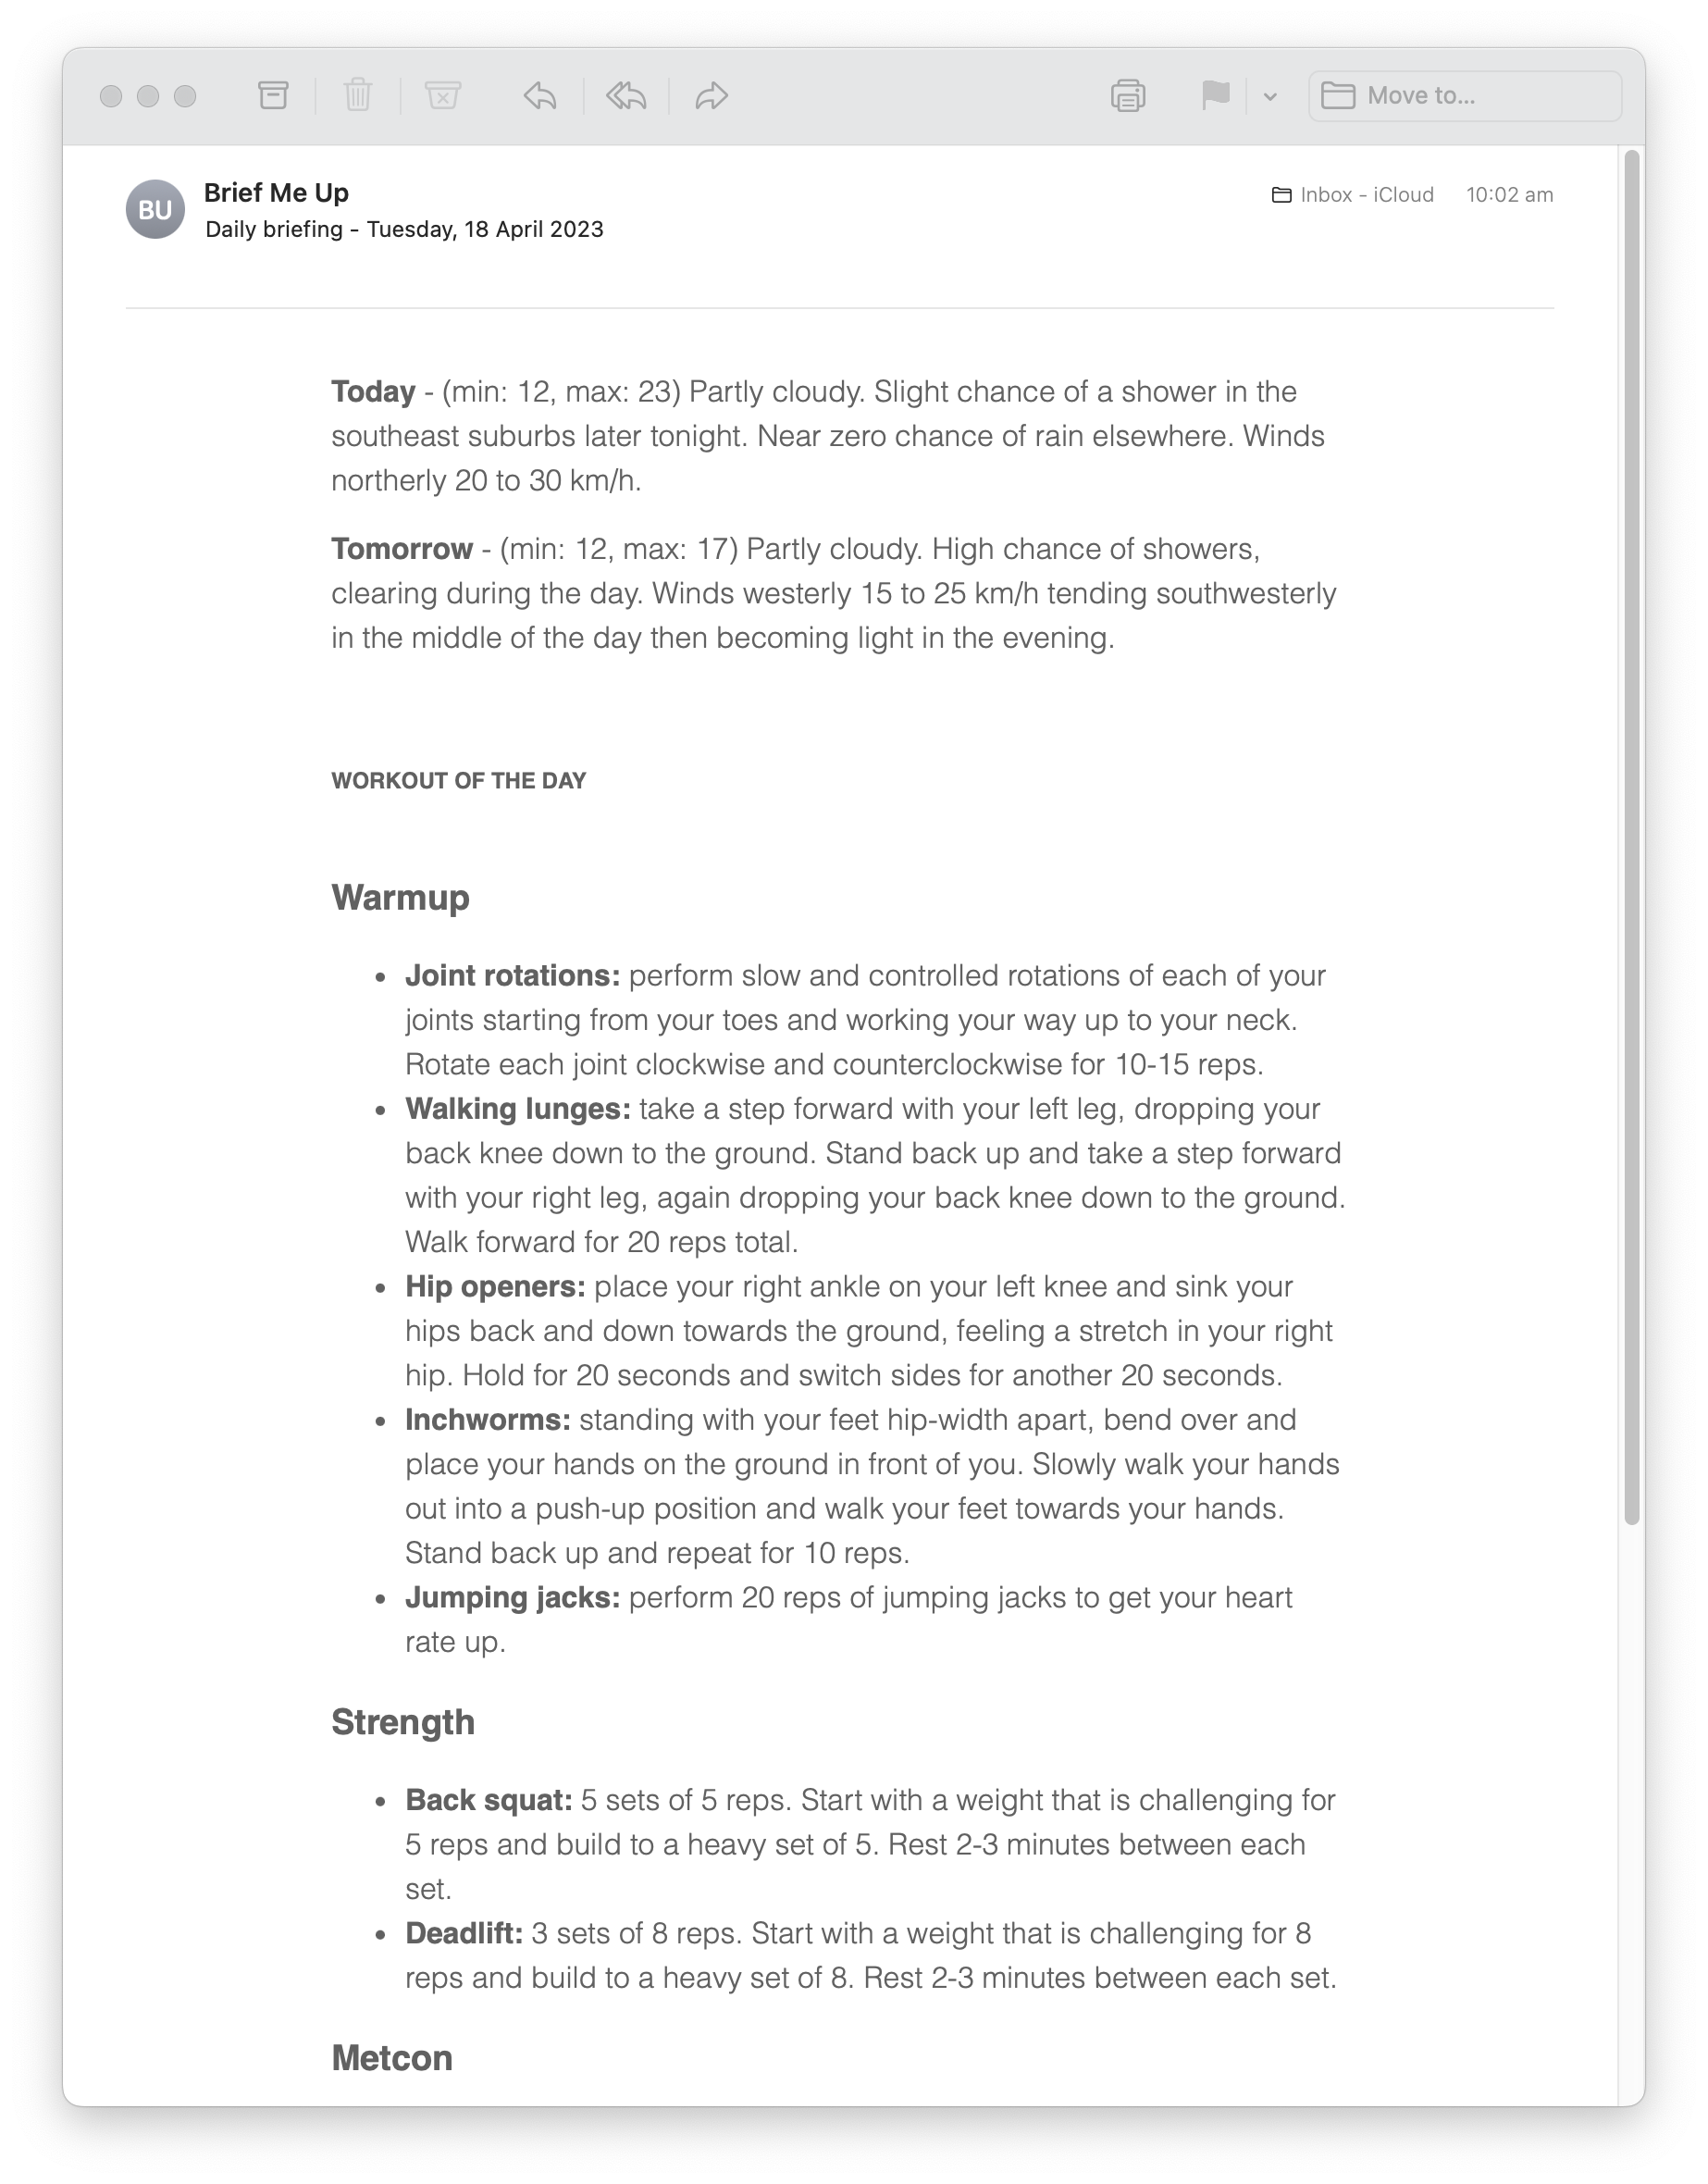 Move to...
BU
Brief Me Up
Inbox - iCloud
10:02 am
Daily briefing - Tuesday, 18 April 2023
Today - (min: 12, max: 23) Partly cloudy. Slight chance of a shower in the
southeast suburbs later tonight. Near zero chance of rain elsewhere. Winds
northerly 20 to 30 km/h.
Tomorrow - (min: 12, max: 17) Partly cloudy. High chance of showers,
clearing during the day. Winds westerly 15 to 25 km/h tending southwesterly
in the middle of the day then becoming light in the evening.
WORKOUT OF THE DAY
Warmup
• Joint rotations: perform slow and controlled rotations of each of your
joints starting from your toes and working your way up to your neck.
Rotate each joint clockwise and counterclockwise for 10-15 reps.
• Walking lunges: take a step forward with your left leg, dropping your
back knee down to the ground. Stand back up and take a step forward
with your right leg, again dropping your back knee down to the ground.
Walk forward for 20 reps total.
• Hip openers: place your right ankle on your left knee and sink your
hips back and down towards the ground, feeling a stretch in your right
hip. Hold for 20 seconds and switch sides for another 20 seconds.
• Inchworms: standing with your feet hip-width apart, bend over and
place your hands on the ground in front of you. Slowly walk your hands
out into a push-up position and walk your feet towards your hands.
Stand back up and repeat for 10 reps.
• Jumping jacks: perform 20 reps of jumping jacks to get your heart
rate up.
Strength
• Back squat: 5 sets of 5 reps. Start with a weight that is challenging for
5 reps and build to a heavy set of 5. Rest 2-3 minutes between each
set.
• Deadlift: 3 sets of 8 reps. Start with a weight that is challenging for 8
reps and build to a heavy set of 8. Rest 2-3 minutes between each set.
Metcon